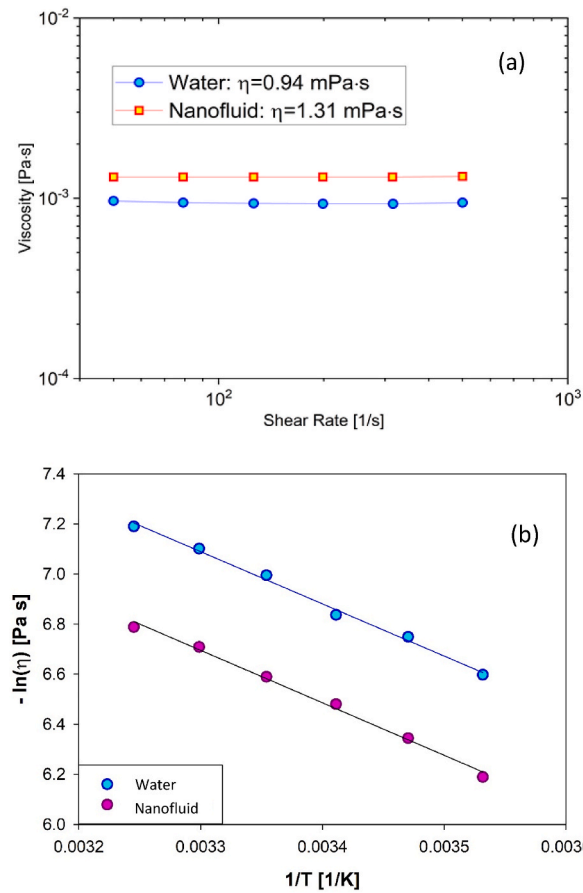 10⁻²
(a)
Water: η=0.94 mPa·s
Nanofluid: η=1.31 mPa·s
Viscosity [Pa·s]
10⁻³
10⁻⁴
10² 10³
Shear Rate [1/s]
7.4
(b)
7.2
7.0
6.8
- ln(η) [Pa s]
6.6
6.4
6.2
Water
Nanofluid
6.0
0.0032 0.0033 0.0034 0.0035 0.003
1/T [1/K]